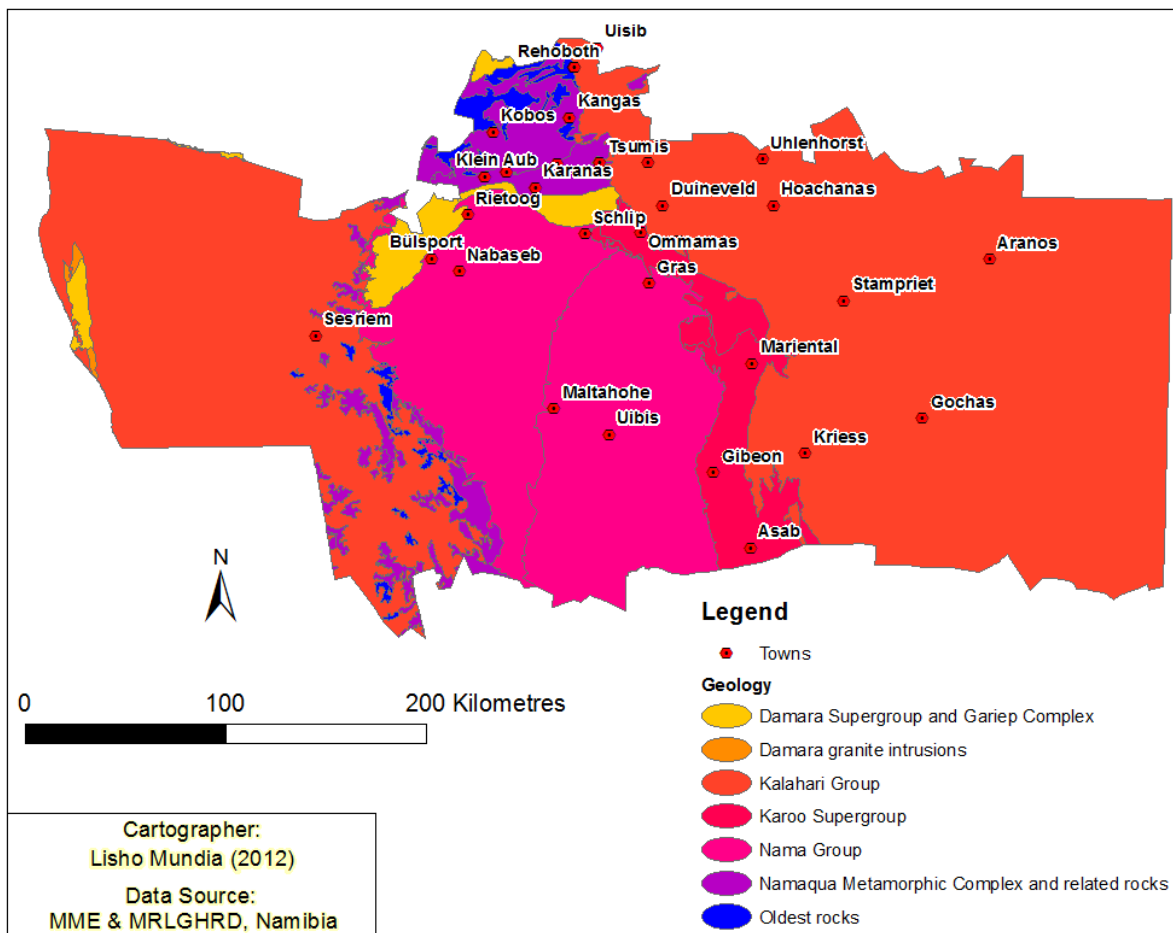 Uisib
Rehoboth
Kangas
Kobos
Tsumis
Uhlenhorst
Klein Aub
Karanas
Duineveld
Hoachanas
Rietoog
Schlip
Ommamas
Bülsport
Nabaseb
Gras
Aranos
Stampriet
Sesriem
Mariental
Maltahohe
Uibis
Gochas
Kriess
Gibeon
Asab
N
0 100 200 Kilometres
Legend
Towns
Geology
Damara Supergroup and Gariep Complex
Damara granite intrusions
Kalahari Group
Karoo Supergroup
Nama Group
Namaqua Metamorphic Complex and related rocks
Oldest rocks
Cartographer:
Lisho Mundia (2012)
Data Source:
MME & MRLGHRD, Namibia